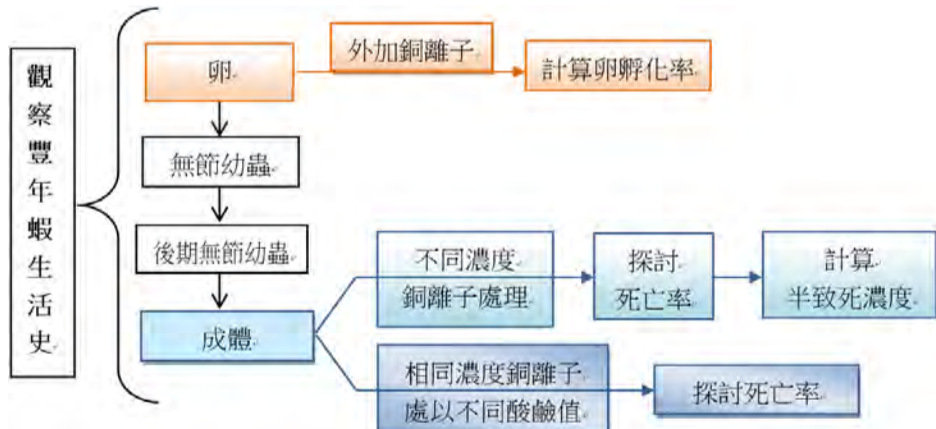 觀察豐年蝦生活史
卵
外加銅離子
計算卵孵化率
無節幼蟲
後期無節幼蟲
成體
不同濃度
銅離子處理
探討
死亡率
計算
半致死濃度
相同濃度銅離子
處以不同酸鹼值
探討死亡率